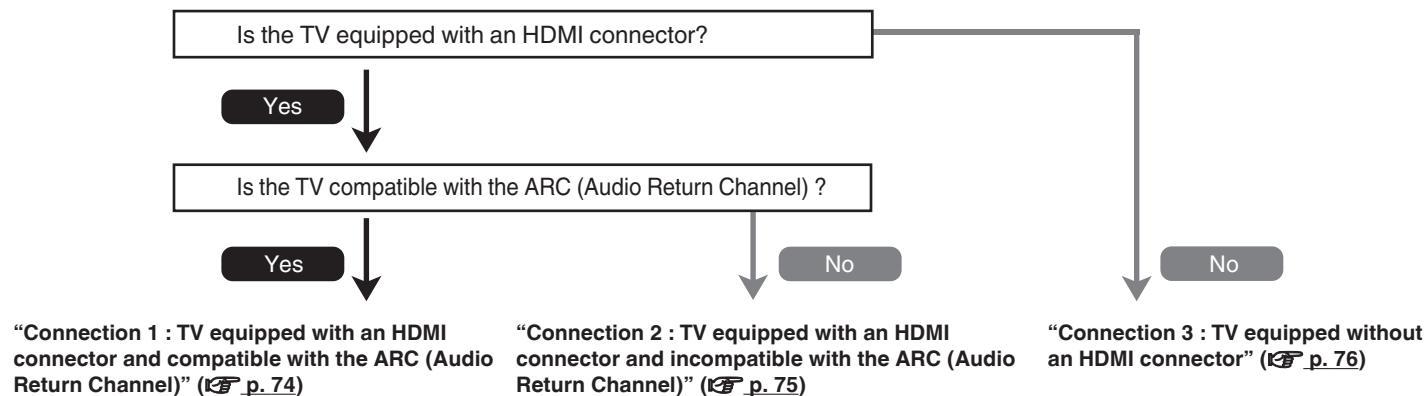 Is the TV equipped with an HDMI connector?
Yes
Is the TV compatible with the ARC (Audio Return Channel) ?
Yes
No
No
“Connection 1 : TV equipped with an HDMI
connector and compatible with the ARC (Audio
Return Channel)” (☞ p. 74)
“Connection 2 : TV equipped with an HDMI
connector and incompatible with the ARC (Audio
Return Channel)” (☞ p. 75)
“Connection 3 : TV equipped without
an HDMI connector” (☞ p. 76)